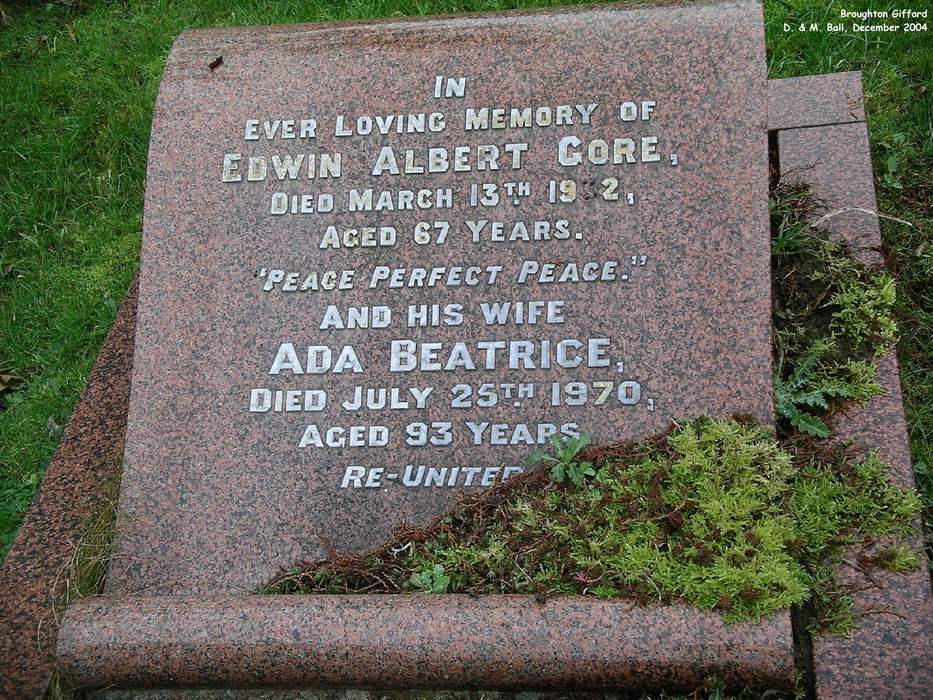 Broughton Gifford
D. & M. Ball, December 2004
IN
EVER LOVING MEMORY OF
EDWIN ALBERT GORE,
DIED MARCH 13TH
AGED 67 YEARS.
"PEACE PERFECT PEACE."
AND HIS WIFE
ADA BEATRICE,
DIED JULY 25TH 1970,
AGED 93 YEARS
RE-UNITED